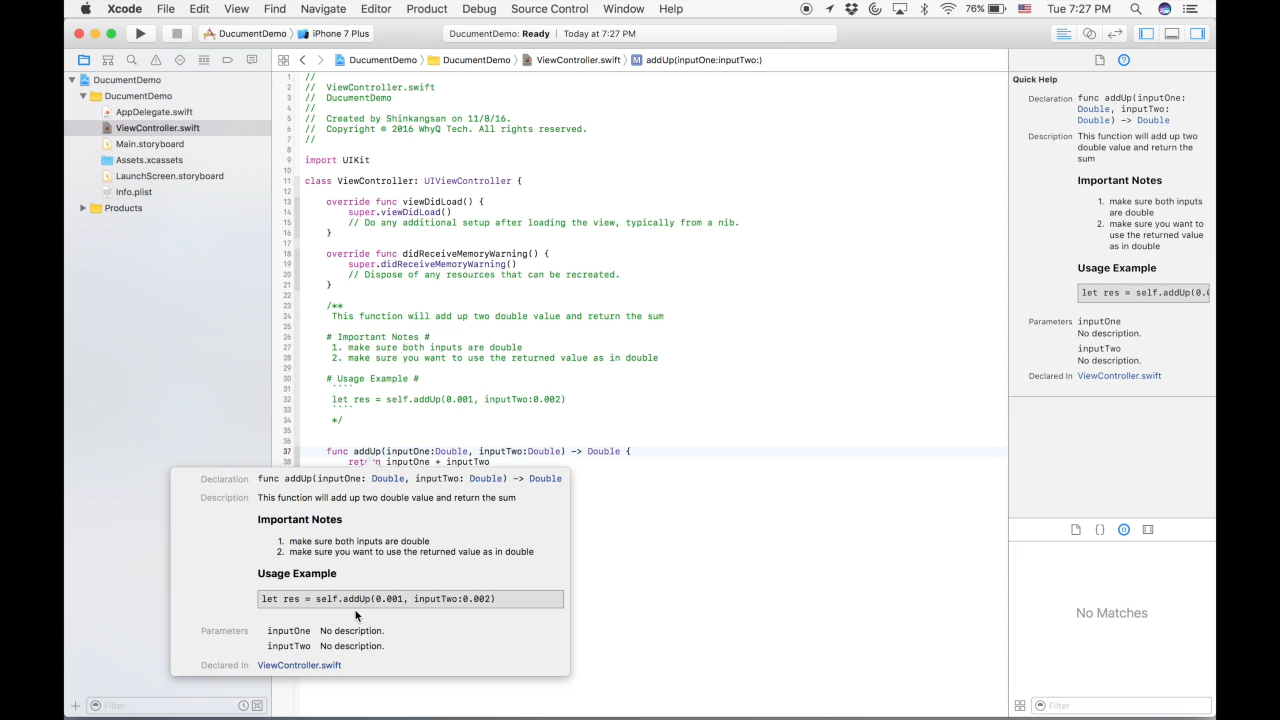 Xcode File Edit View Find Navigate Editor Product Debug Source Control Window Help 76% Tue 7:27 PM
DucumentDemo iPhone 7 Plus DucumentDemo: Ready Today at 7:27 PM
DucumentDemo DucumentDemo ViewController.swift M addUp(inputOne:inputTwo:)
DucumentDemo
DucumentDemo
AppDelegate.swift
ViewController.swift
Main.storyboard
Assets.xcassets
LaunchScreen.storyboard
Info.plist
Products
Filter
1 //
2 // ViewController.swift
3 // DucumentDemo
4 //
5 // Created by Shinkangsan on 11/8/16.
6 // Copyright © 2016 WhyQ Tech. All rights reserved.
7 //
8
9 import UIKit
10
11 class ViewController: UIViewController {
12
13 override func viewDidLoad() {
14 super.viewDidLoad()
15 // Do any additional setup after loading the view, typically from a nib.
16 }
17
18 override func didReceiveMemoryWarning() {
19 super.didReceiveMemoryWarning()
20 // Dispose of any resources that can be recreated.
21 }
22
23 /**
24 This function will add up two double value and return the sum
25
26 # Important Notes #
27 1. make sure both inputs are double
28 2. make sure you want to use the returned value as in double
29
30 # Usage Example #
31 ````
32 let res = self.addUp(0.001, inputTwo:0.002)
33 ````
34 */
35
36
37 func addUp(inputOne:Double, inputTwo:Double) -> Double {
38 return inputOne + inputTwo
Declaration func addUp(inputOne: Double, inputTwo: Double) -> Double
Description This function will add up two double value and return the sum
Important Notes
1. make sure both inputs are double
2. make sure you want to use the returned value as in double
Usage Example
let res = self.addUp(0.001, inputTwo:0.002)
Parameters inputOne No description.
inputTwo No description.
Declared In ViewController.swift
Quick Help
Declaration func addUp(inputOne:
Double, inputTwo:
Double) -> Double
Description This function will add up two
double value and return the
sum
Important Notes
1. make sure both inputs
are double
2. make sure you want to
use the returned value
as in double
Usage Example
let res = self.addUp(0.0
Parameters inputOne
No description.
inputTwo
No description.
Declared In ViewController.swift
{}
No Matches
Filter